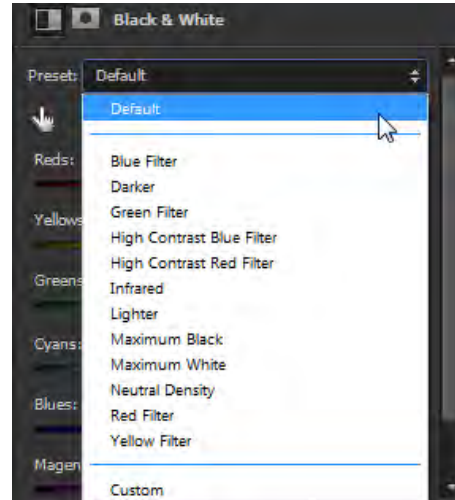 Black & White
Preset: Default
Default
Reds:
Blue Filter
Darker
Yellows
Green Filter
High Contrast Blue Filter
High Contrast Red Filter
Greens
Infrared
Lighter
Cyans:
Maximum Black
Maximum White
Neutral Density
Blues:
Red Filter
Yellow Filter
Magen
Custom